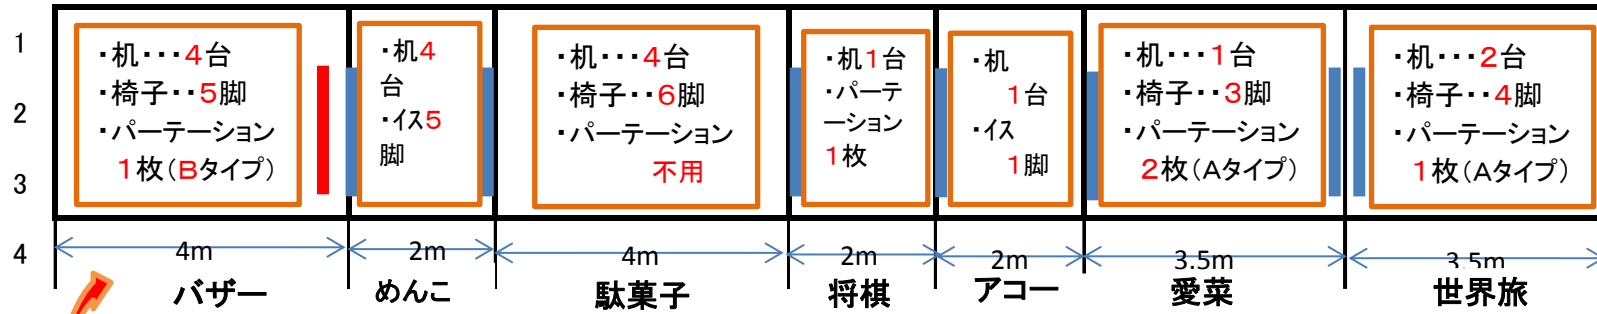 1
2
3
4
・机・・・4台
・椅子・・5脚
・パーテーション
1枚(Bタイプ)
・机4
台
・イス5
脚
・机・・・4台
・椅子・・6脚
・パーテーション
不用
・机1台
・パーテ
ーション
1枚
・机
1台
・イス
1脚
・机・・・1台
・椅子・・3脚
・パーテーション
2枚(Aタイプ)
・机・・・2台
・椅子・・4脚
・パーテーション
1枚(Aタイプ)
4m
2m
4m
2m
2m
3.5m
3.5m
バザー
めんこ
駄菓子
将棋
アコー
愛菜
世界旅